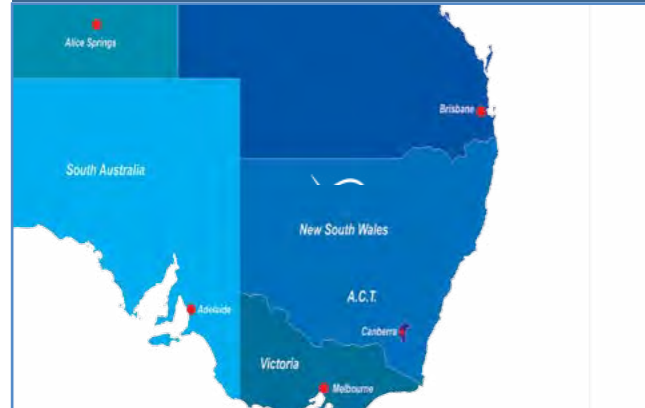 Alice Springs
Brisbane
South Australia
New South Wales
A.C.T.
Adelaide
Canberra
Victoria
Melbourne